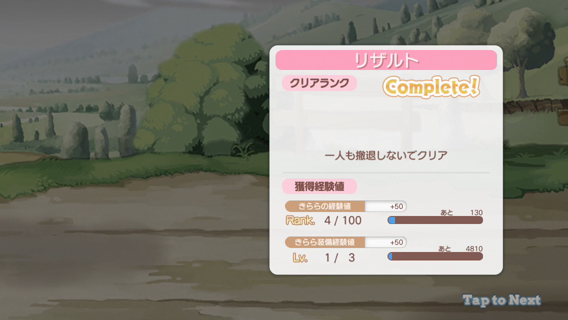 リザルト
クリアランク
Complete!
一人も撤退しないでクリア
獲得経験値
きららの経験値 +50
Rank. 4 / 100 あと 130
きらら装備経験値 +50
Lv. 1 / 3 あと 4810
Tap to Next